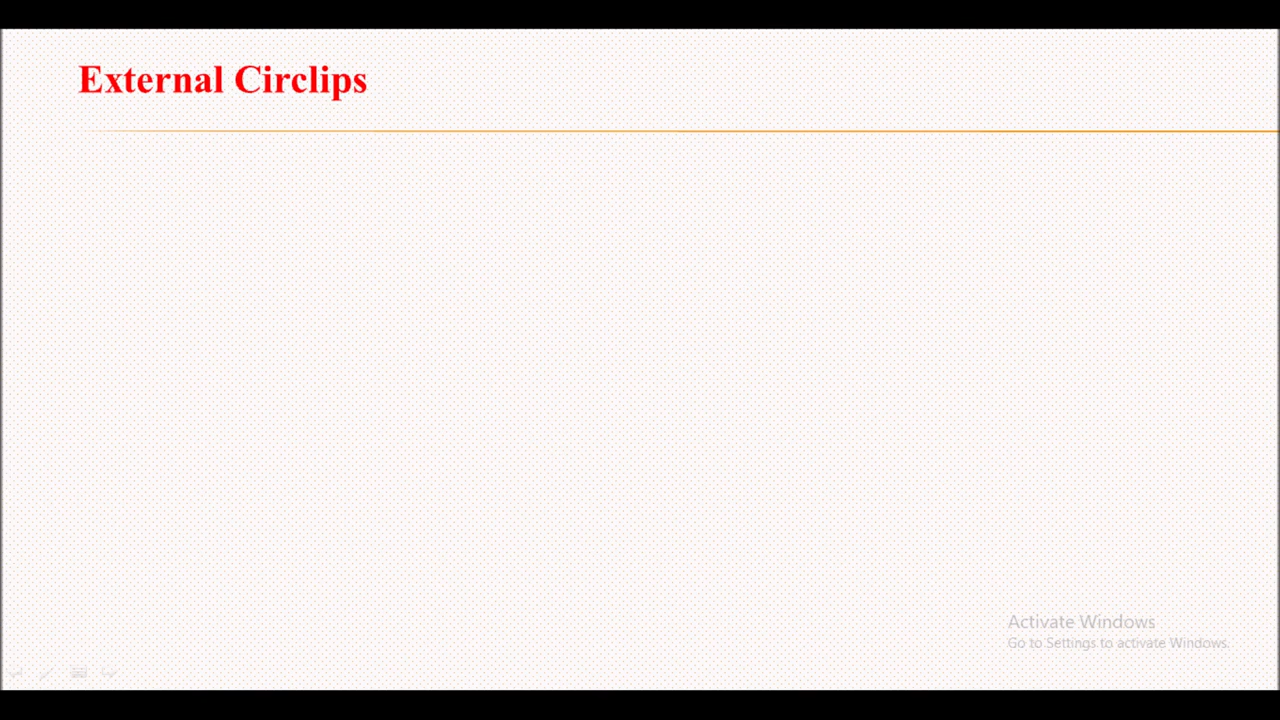 External Circlips
Activate Windows
Go to Settings to activate Windows.